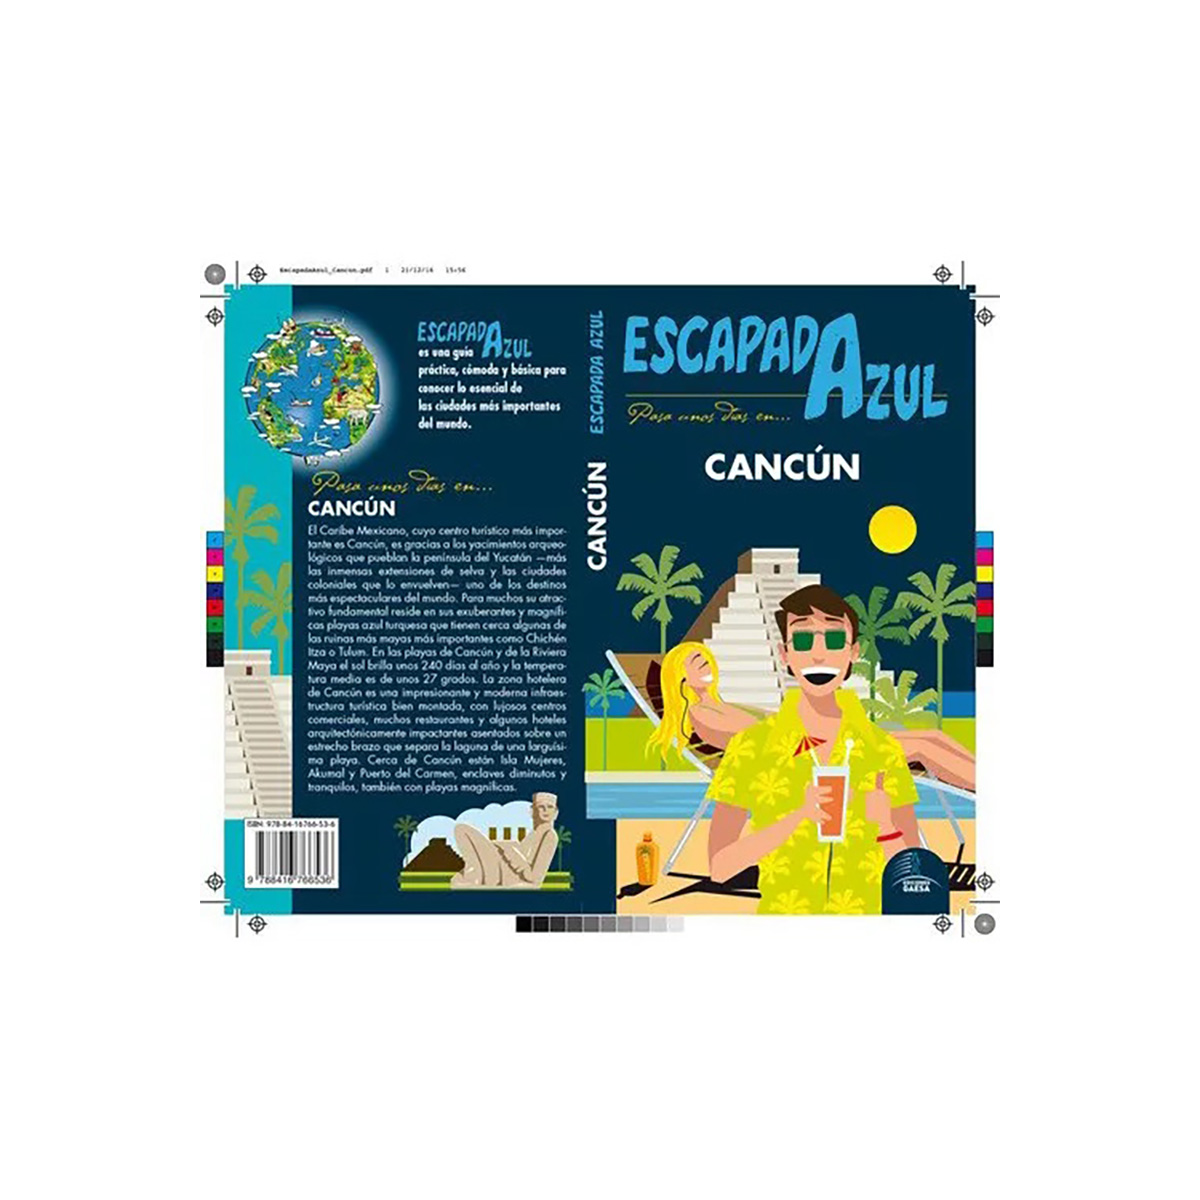 EscapadaAzul_Cancun.pdf 1 21/12/16 15:56
ESCAPADAZUL
es una guía
práctica, cómoda y básica para
conocer lo esencial de
las ciudades más importantes
del mundo.
Pasa unos días en...
CANCÚN
El Caribe Mexicano, cuyo centro turístico más impor-
tante es Cancún, es gracias a los yacimientos arqueo-
lógicos que pueblan la península del Yucatán —más
las inmensas extensiones de selva y las ciudades
coloniales que lo envuelven— uno de los destinos
más espectaculares del mundo. Para muchos su atrac-
tivo fundamental reside en sus exuberantes y magnífi-
cas playas azul turquesa que tienen cerca algunas de
las ruinas más mayas más importantes como Chichén
Itza o Tulum. En las playas de Cancún y de la Riviera
Maya el sol brilla unos 240 días al año y la tempera-
tura media es de unos 27 grados. La zona hotelera
de Cancún es una impresionante y moderna infraes-
tructura turística bien montada, con lujosos centros
comerciales, muchos restaurantes y algunos hoteles
arquitectónicamente impactantes asentados sobre un
estrecho brazo que separa la laguna de una larguísi-
ma playa. Cerca de Cancún están Isla Mujeres,
Akumal y Puerto del Carmen, enclaves diminutos y
tranquilos, también con playas magníficas.
ISBN: 978-84-16766-53-6
9 788416 766536
CANCÚN ESCAPADA AZUL
ESCAPADAZUL
Pasa unos días en...
CANCÚN
EDICIONES
GAESA